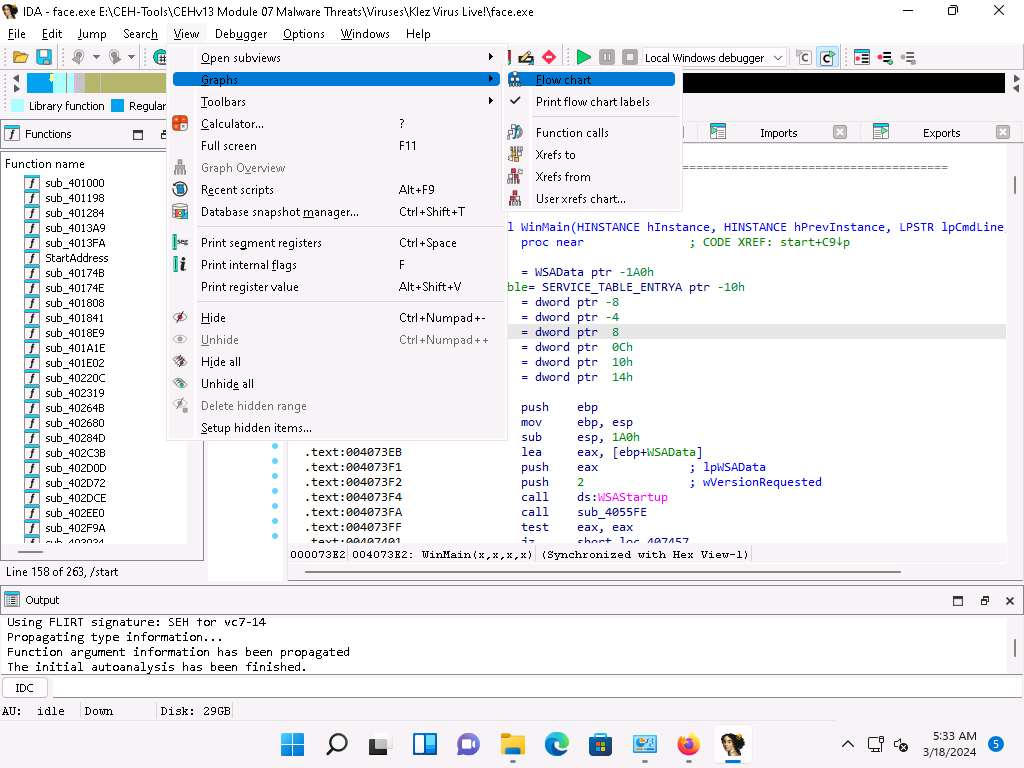 IDA - face.exe E:\CEH-Tools\CEHv13 Module 07 Malware Threats\Viruses\Klez Virus Live!\face.exe
File Edit Jump Search View Debugger Options Windows Help
Local Windows debugger
Library function Regular
Functions
Imports
Exports
Function name
sub_401000
sub_401198
sub_401284
sub_4013A9
sub_4013FA
StartAddress
sub_40174B
sub_40174E
sub_401808
sub_401841
sub_4018E9
sub_401A1E
sub_401E02
sub_40220C
sub_402319
sub_40264B
sub_402680
sub_40284D
sub_402C3B
sub_402D0D
sub_402D72
sub_402DCE
sub_402EE0
sub_402F9A
Line 158 of 263, /start
Open subviews
Graphs
Toolbars
Calculator... ?
Full screen F11
Graph Overview
Recent scripts Alt+F9
Database snapshot manager... Ctrl+Shift+T
Print segment registers Ctrl+Space
Print internal flags F
Print register value Alt+Shift+V
Hide Ctrl+Numpad+-
Unhide Ctrl+Numpad++
Hide all
Unhide all
Delete hidden range
Setup hidden items...
Flow chart
Print flow chart labels
Function calls
Xrefs to
Xrefs from
User xrefs chart...
l WinMain(HINSTANCE hInstance, HINSTANCE hPrevInstance, LPSTR lpCmdLine
proc near ; CODE XREF: start+C9↓p
= WSAData ptr -1A0h
ble= SERVICE_TABLE_ENTRYA ptr -10h
= dword ptr -8
= dword ptr -4
= dword ptr 8
= dword ptr 0Ch
= dword ptr 10h
= dword ptr 14h
push ebp
mov ebp, esp
sub esp, 1A0h
.text:004073EB lea eax, [ebp+WSAData]
.text:004073F1 push eax ; lpWSAData
.text:004073F2 push 2 ; wVersionRequested
.text:004073F4 call ds:WSAStartup
.text:004073FA call sub_4055FE
.text:004073FF test eax, eax
.text:00407401 jz short loc_407457
000073E2 004073E2: WinMain(x,x,x,x) (Synchronized with Hex View-1)
Output
Using FLIRT signature: SEH for vc7-14
Propagating type information...
Function argument information has been propagated
The initial autoanalysis has been finished.
IDC
AU: idle Down Disk: 29GB
5:33 AM
3/18/2024
5